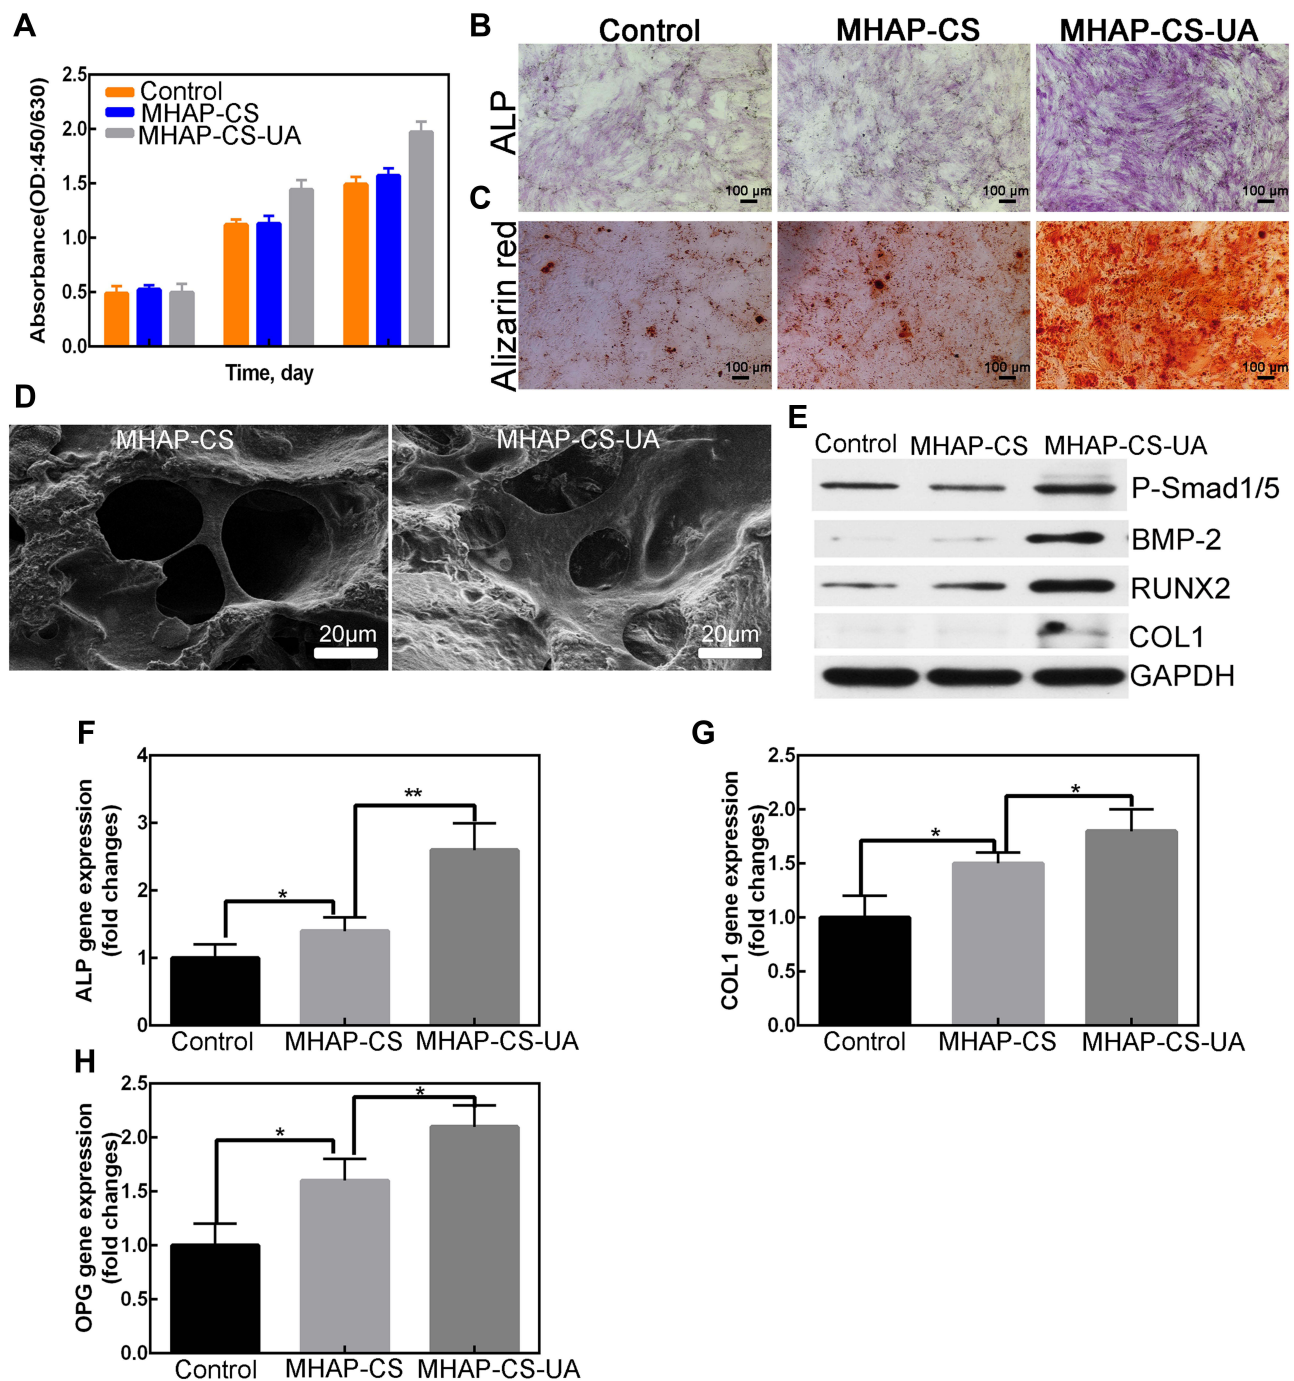 A
Absorbance(OD:450/630)
2.5
2.0
1.5
1.0
0.5
0.0
Control
MHAP-CS
MHAP-CS-UA
Time, day
B
Control
MHAP-CS
MHAP-CS-UA
ALP
100 μm
100 μm
100 μm
C
Alizarin red
100 μm
100 μm
100 μm
D
MHAP-CS
20μm
MHAP-CS-UA
20μm
E
Control
MHAP-CS
MHAP-CS-UA
P-Smad1/5
BMP-2
RUNX2
COL1
GAPDH
F
ALP gene expression
(fold changes)
4
3
2
1
0
*
**
Control
MHAP-CS
MHAP-CS-UA
G
COL1 gene expression
(fold changes)
2.5
2.0
1.5
1.0
0.5
0.0
*
*
Control
MHAP-CS
MHAP-CS-UA
H
OPG gene expression
(fold changes)
2.5
2.0
1.5
1.0
0.5
0.0
*
*
Control
MHAP-CS
MHAP-CS-UA